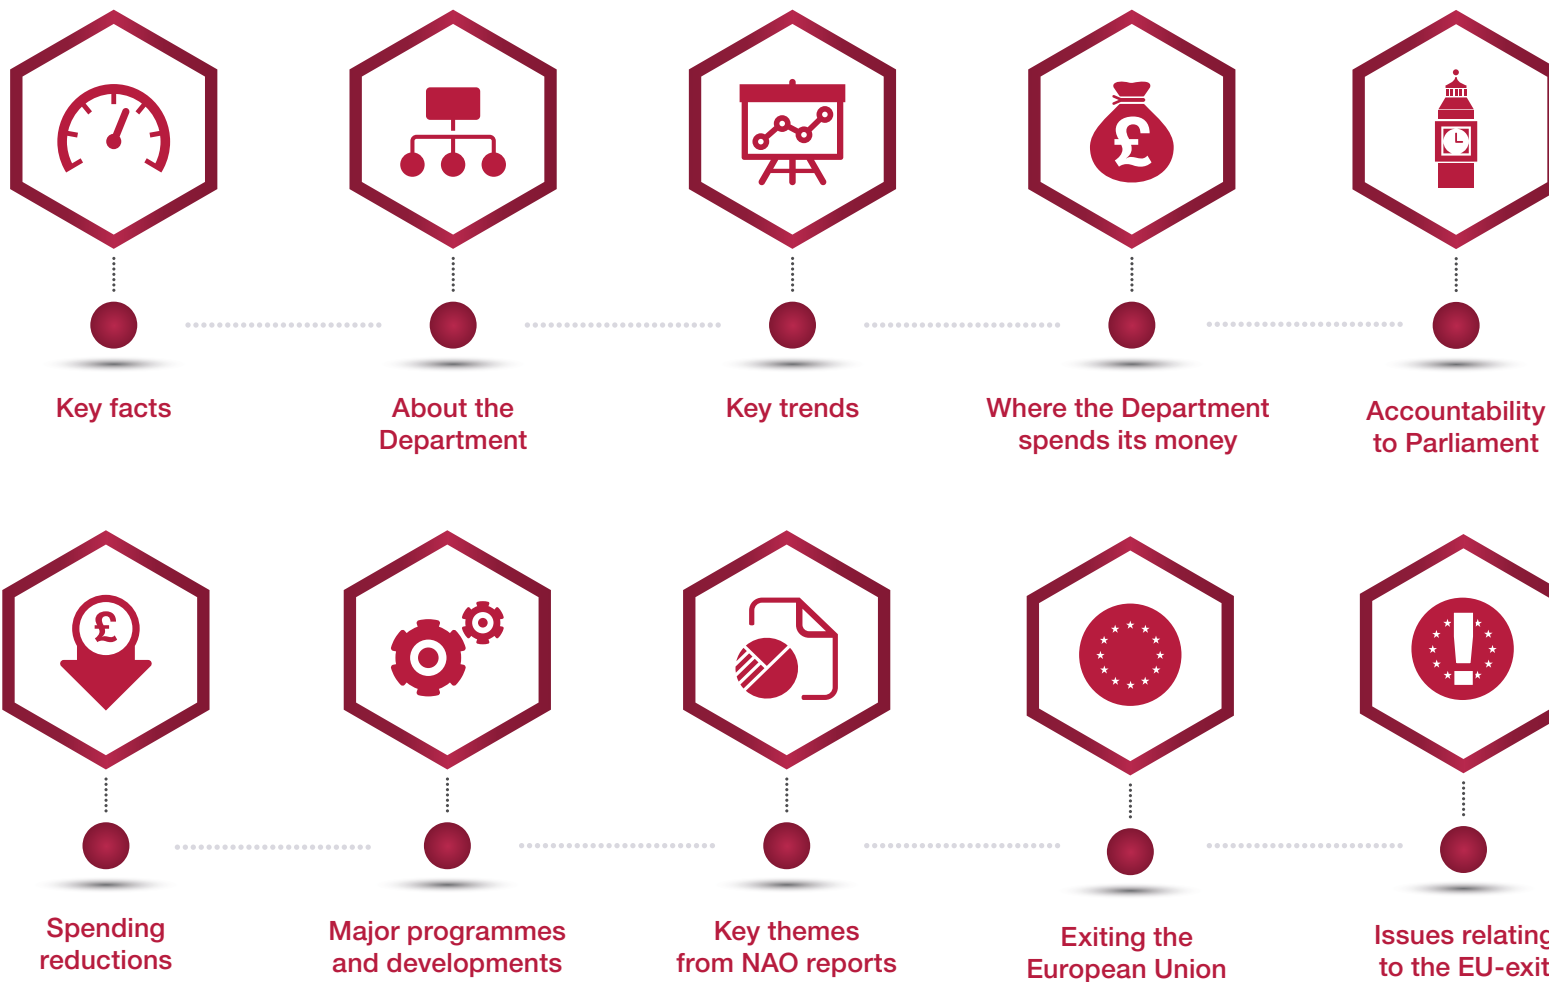 £
Key facts
About the
Department
Key trends
Where the Department
spends its money
Accountability
to Parliament
£
Spending
reductions
Major programmes
and developments
Key themes
from NAO reports
Exiting the
European Union
!
Issues relating
to the EU-exit